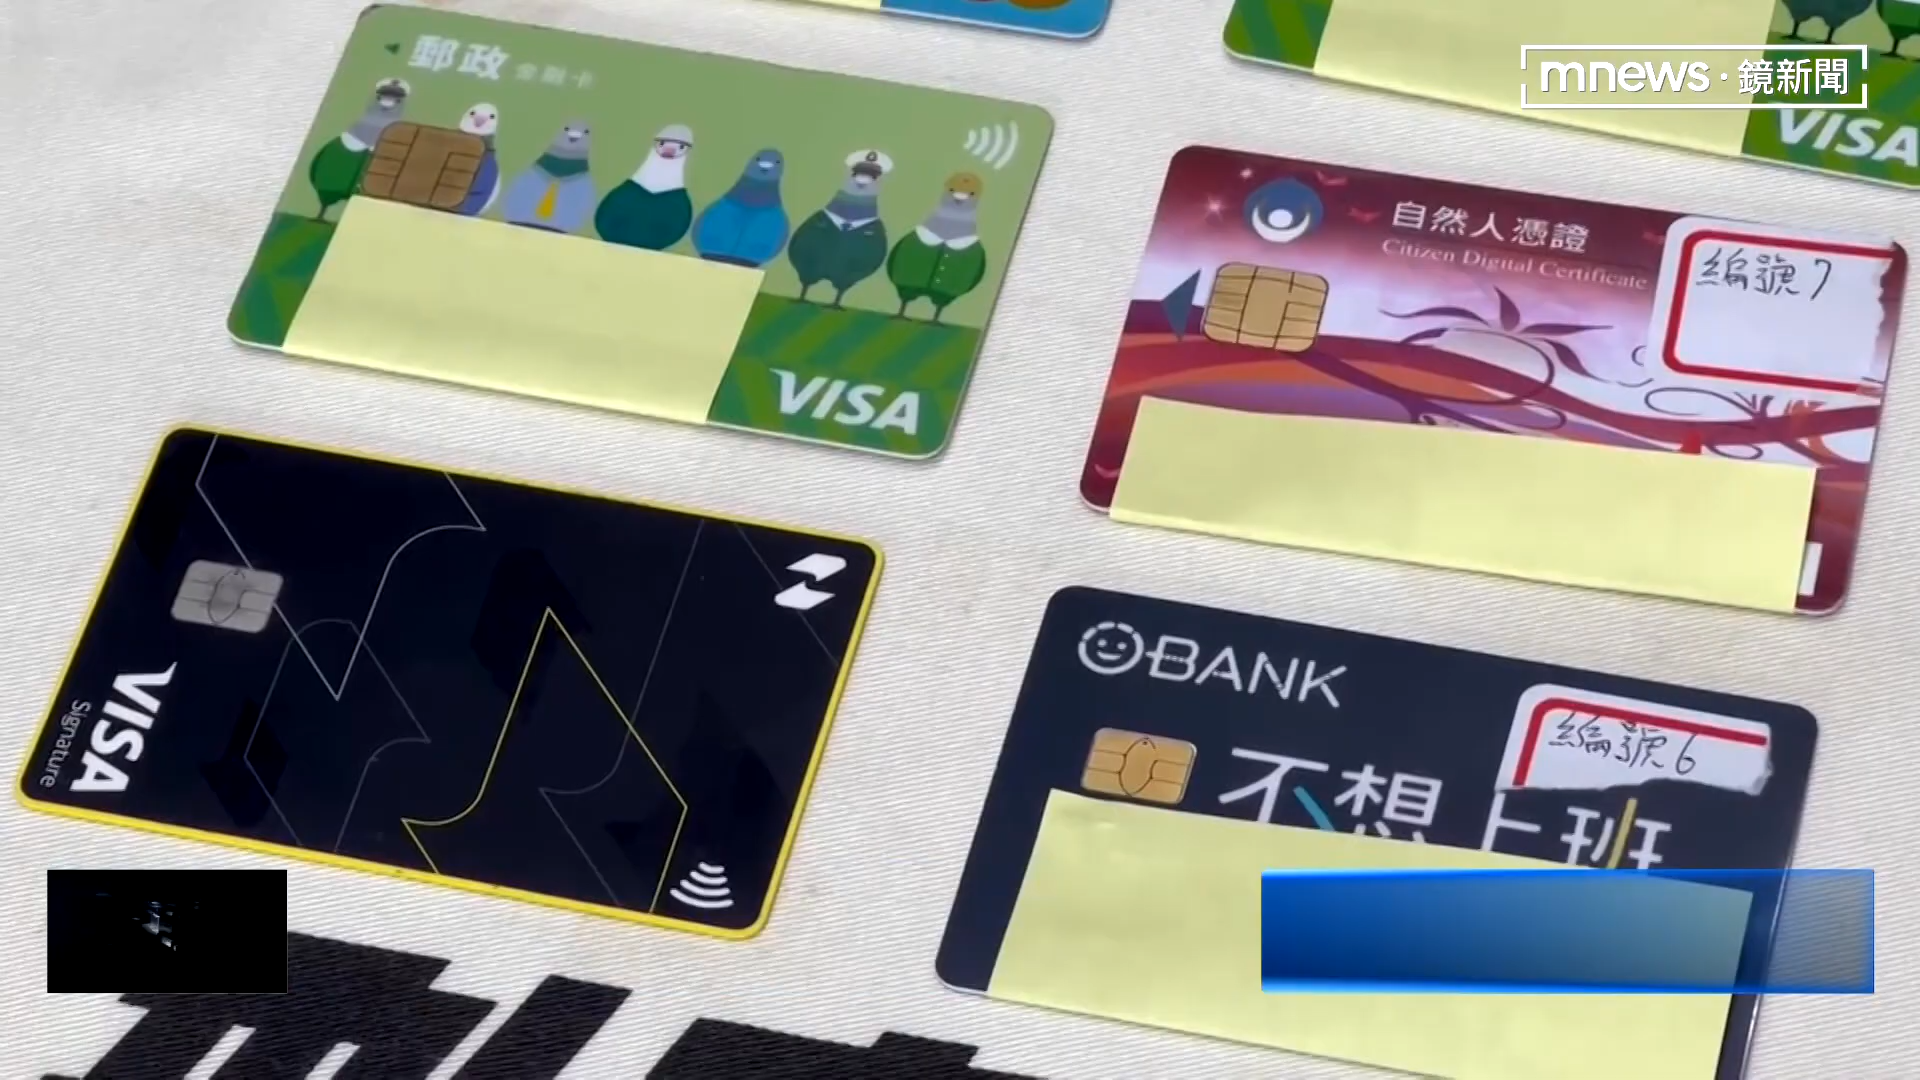 郵政 金融卡
VISA
mnews·鏡新聞
VISA
自然人憑證
Citizen Digital Certificate
編號7
VISA
Signature
BANK
編號6
不想上班